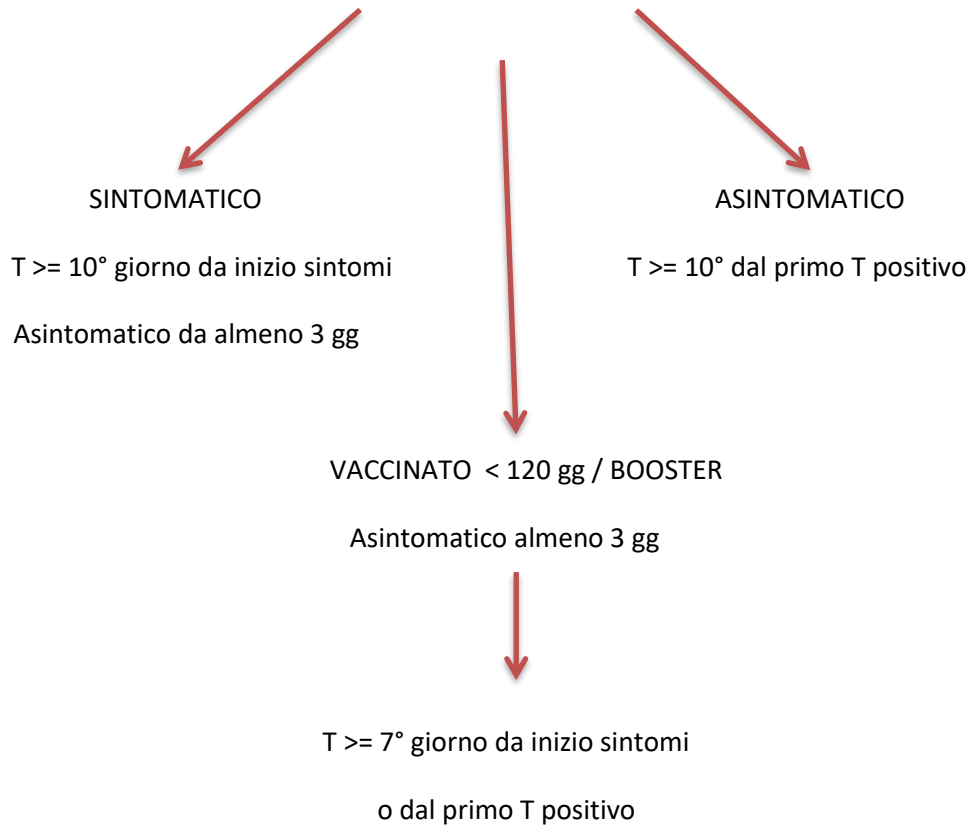 SINTOMATICO
T >= 10° giorno da inizio sintomi
Asintomatico da almeno 3 gg
ASINTOMATICO
T >= 10° dal primo T positivo
VACCINATO < 120 gg / BOOSTER
Asintomatico almeno 3 gg
T >= 7° giorno da inizio sintomi
o dal primo T positivo